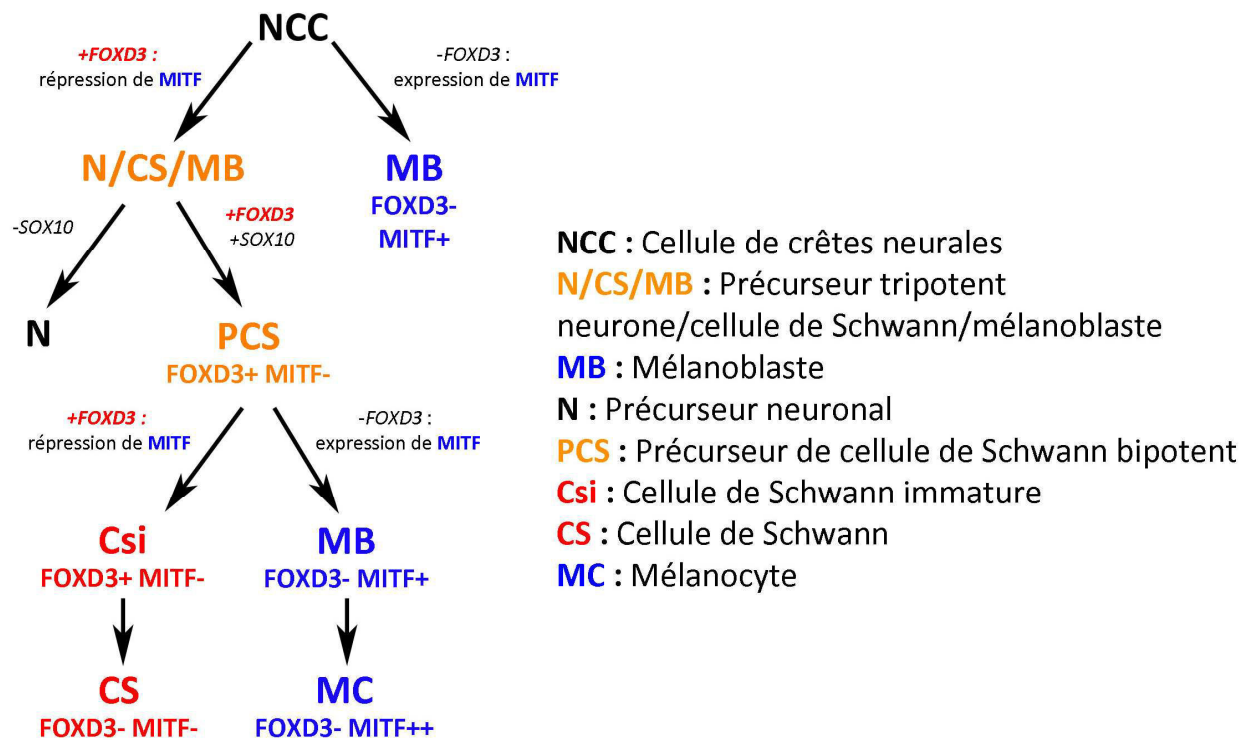 NCC
+FOXD3 :
répression de MITF
-FOXD3 :
expression de MITF
N/CS/MB
MB
FOXD3-
MITF+
-SOX10
+FOXD3
+SOX10
N
PCS
FOXD3+ MITF-
+FOXD3 :
répression de MITF
-FOXD3 :
expression de MITF
Csi
FOXD3+ MITF-
MB
FOXD3- MITF+
CS
FOXD3- MITF-
MC
FOXD3- MITF++
NCC : Cellule de crêtes neurales
N/CS/MB : Précurseur tripotent
neurone/cellule de Schwann/mélanoblaste
MB : Mélanoblaste
N : Précurseur neuronal
PCS : Précurseur de cellule de Schwann bipotent
Csi : Cellule de Schwann immature
CS : Cellule de Schwann
MC : Mélanocyte